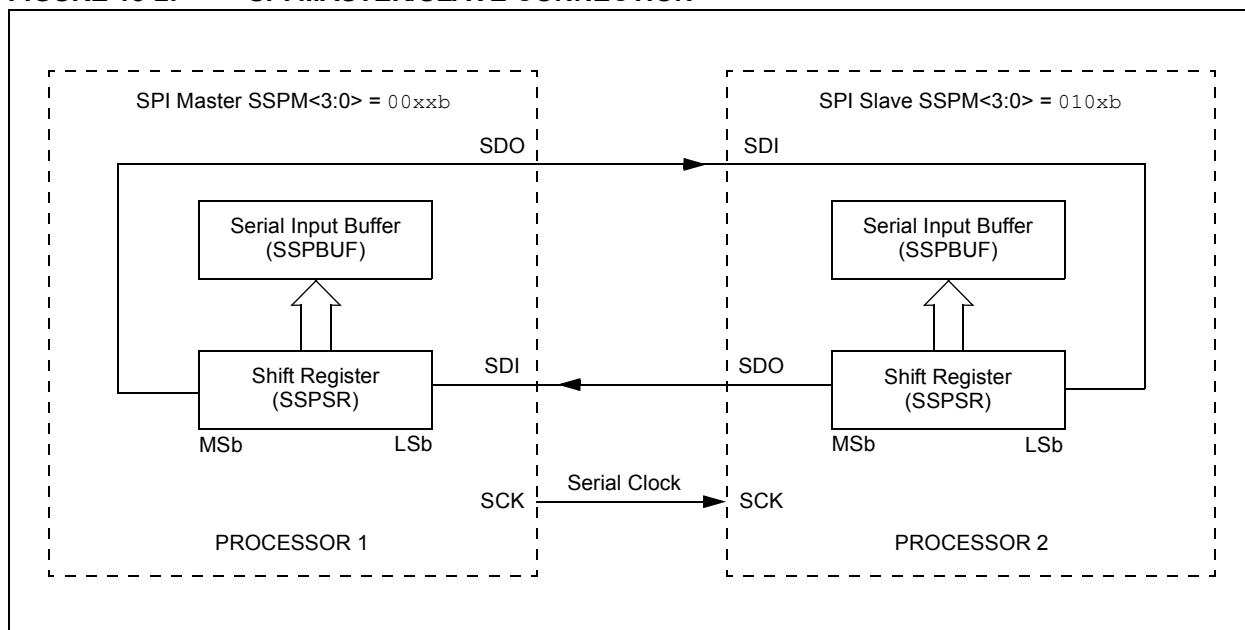 SPI Master SSPM<3:0> = 00xxb
SPI Slave SSPM<3:0> = 010xb
SDO
SDI
Serial Input Buffer
(SSPBUF)
Serial Input Buffer
(SSPBUF)
SDI
SDO
Shift Register
(SSPSR)
Shift Register
(SSPSR)
MSb
LSb
MSb
LSb
Serial Clock
SCK
SCK
PROCESSOR 1
PROCESSOR 2